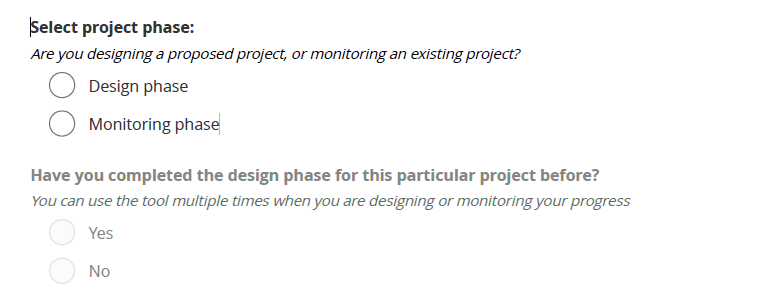 Select project phase:
Are you designing a proposed project, or monitoring an existing project?
Design phase
Monitoring phase
Have you completed the design phase for this particular project before?
You can use the tool multiple times when you are designing or monitoring your progress
Yes
No